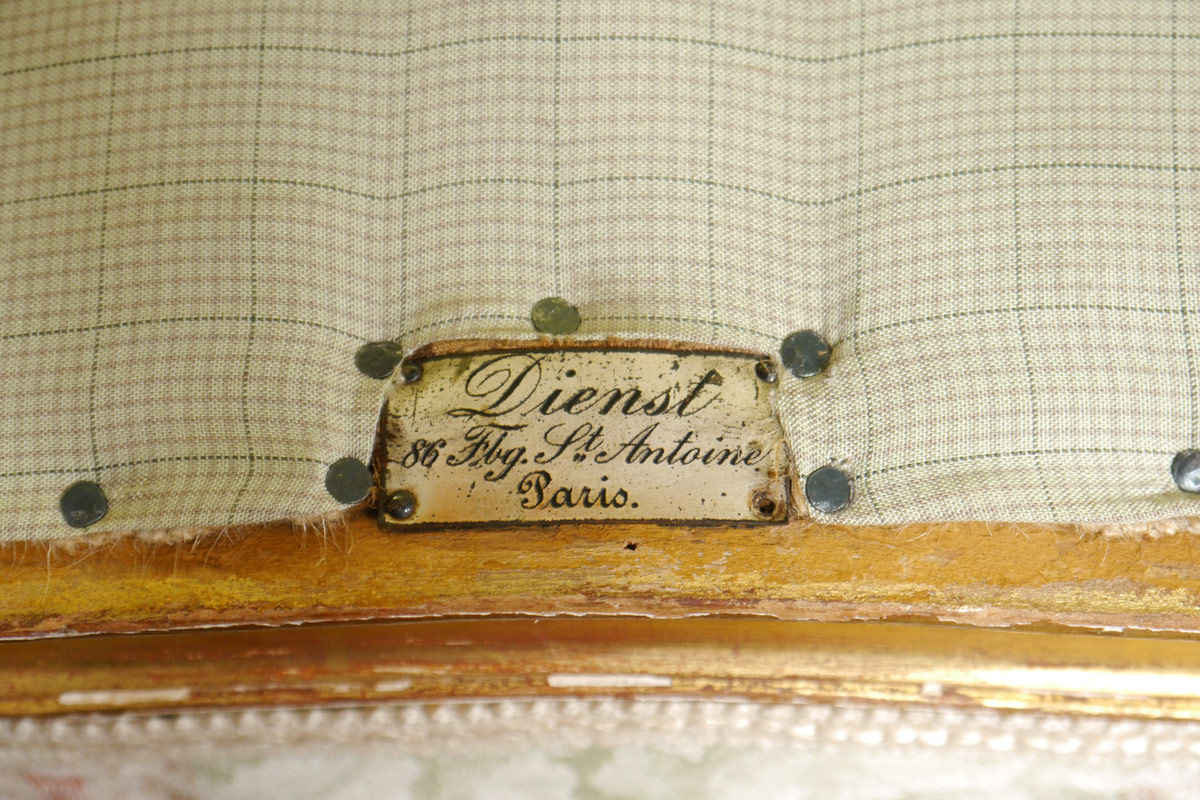 Dienst
86 Fbg. St. Antoine
Paris.